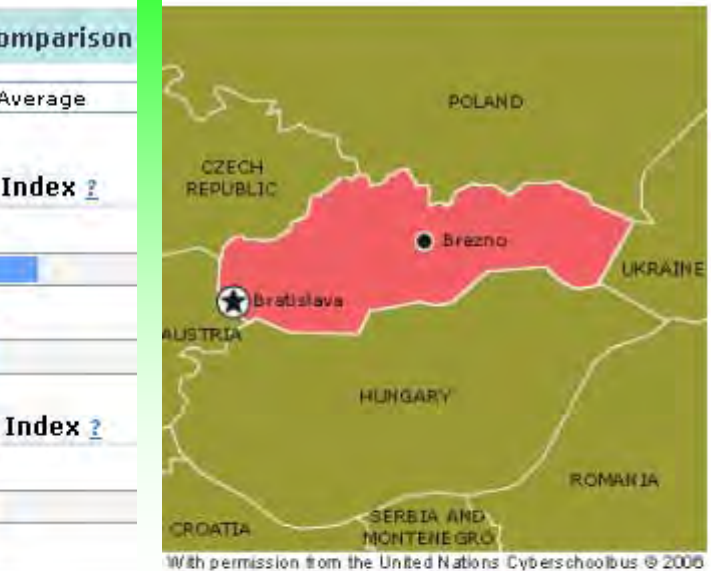 omparison
Average
Index ?
Index ?
POLAND
CZECH
REPUBLIC
Brezno
UKRAINE
Bratislava
AUSTRIA
HUNGARY
ROMANIA
CROATIA
SERBIA AND
MONTENEGRO
With permission from the United Nations Cyberschoolbus © 2006